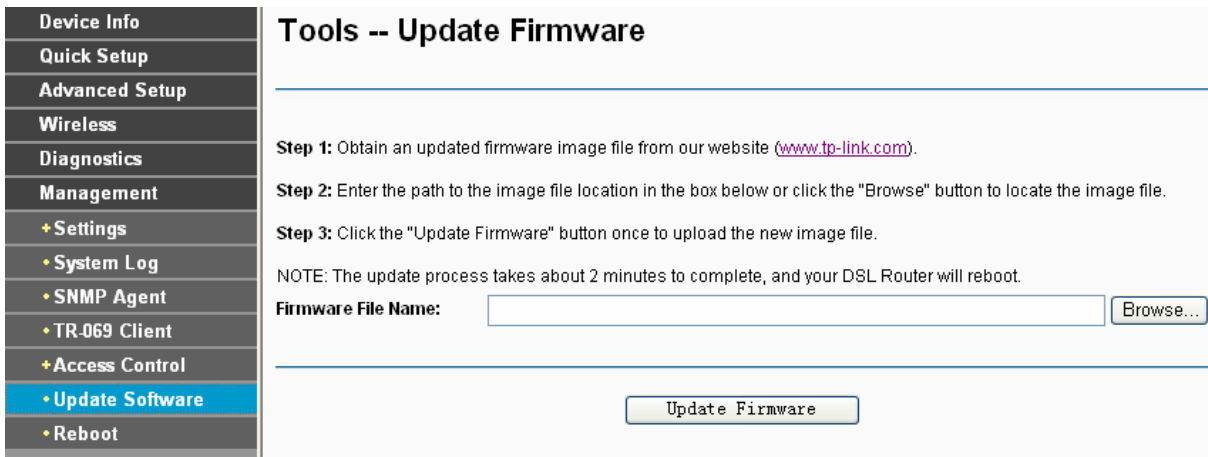 Device Info
Quick Setup
Advanced Setup
Wireless
Diagnostics
Management
+Settings
•System Log
•SNMP Agent
•TR-069 Client
+Access Control
•Update Software
•Reboot
Tools -- Update Firmware
Step 1: Obtain an updated firmware image file from our website (www.tp-link.com).
Step 2: Enter the path to the image file location in the box below or click the "Browse" button to locate the image file.
Step 3: Click the "Update Firmware" button once to upload the new image file.
NOTE: The update process takes about 2 minutes to complete, and your DSL Router will reboot.
Firmware File Name:
Browse...
Update Firmware